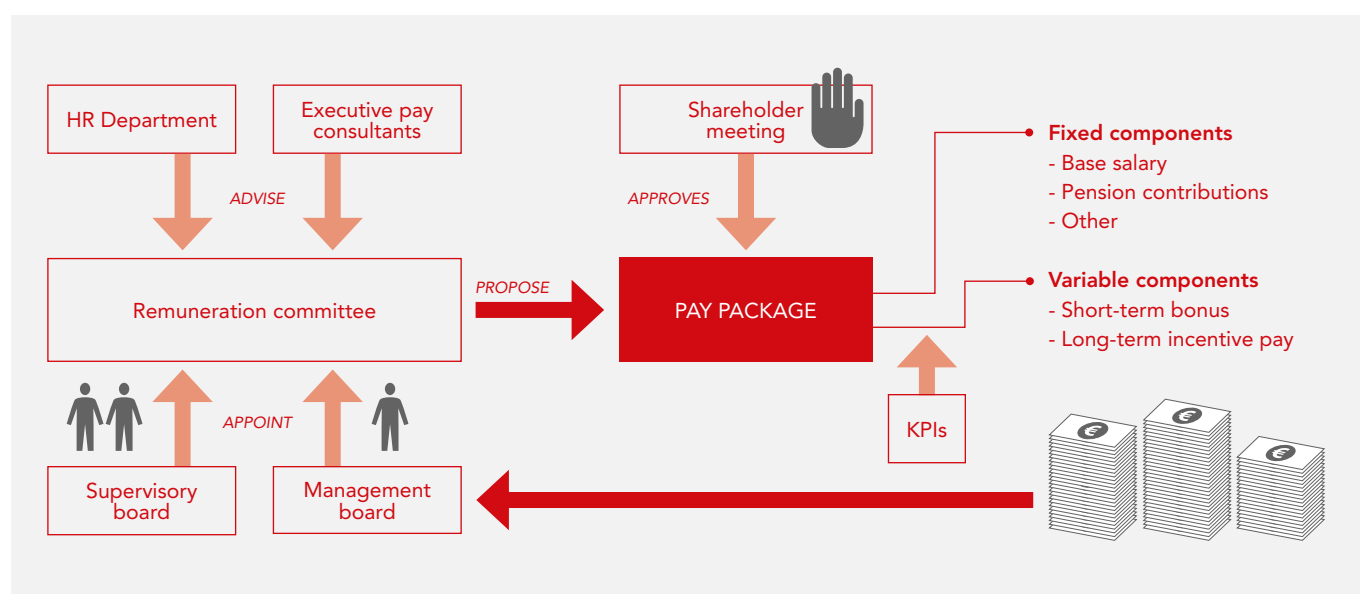 HR Department
Executive pay
consultants
Shareholder
meeting
ADVISE
APPROVES
Fixed components
- Base salary
- Pension contributions
- Other
Remuneration committee
PROPOSE
PAY PACKAGE
Variable components
- Short-term bonus
- Long-term incentive pay
APPOINT
KPIs
Supervisory
board
Management
board
€
€
€